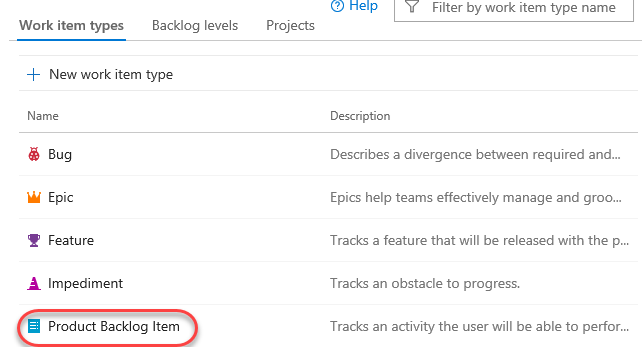 Help
Filter by work item type name
Work item types Backlog levels Projects
New work item type
Name Description
Bug Describes a divergence between required and...
Epic Epics help teams effectively manage and groo...
Feature Tracks a feature that will be released with the p...
Impediment Tracks an obstacle to progress.
Product Backlog Item Tracks an activity the user will be able to perfor...